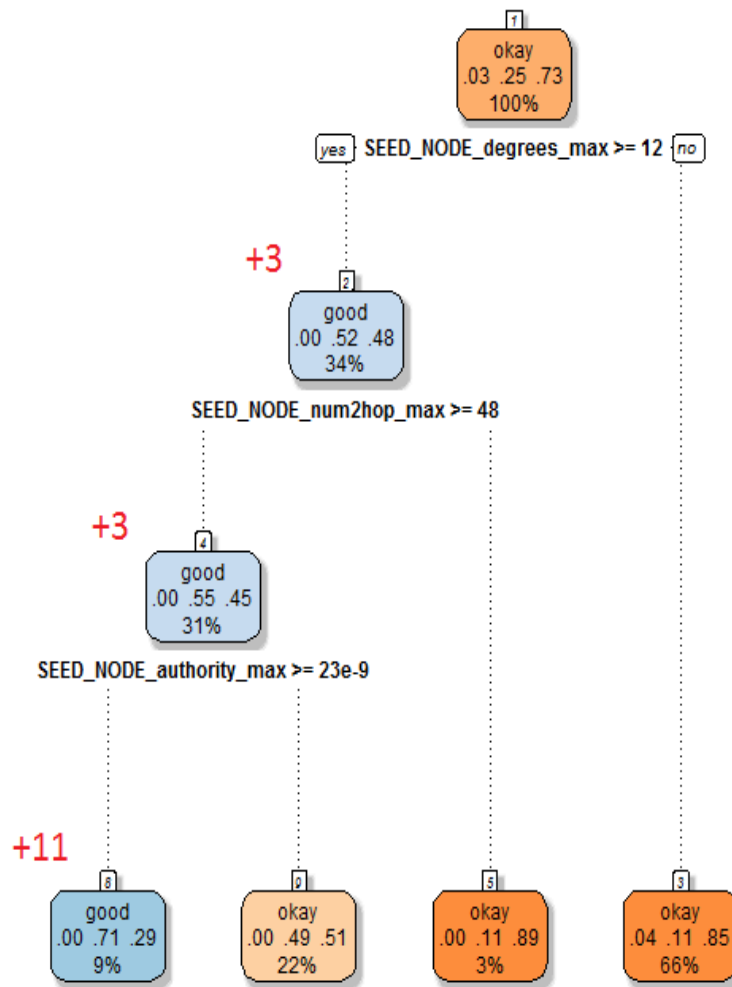 1
okay
.03 .25 .73
100%
yes SEED_NODE_degrees_max >= 12 no
+3
2
good
.00 .52 .48
34%
SEED_NODE_num2hop_max >= 48
+3
4
good
.00 .55 .45
31%
SEED_NODE_authority_max >= 23e-9
+11
8
good
.00 .71 .29
9%
9
okay
.00 .49 .51
22%
5
okay
.00 .11 .89
3%
3
okay
.04 .11 .85
66%